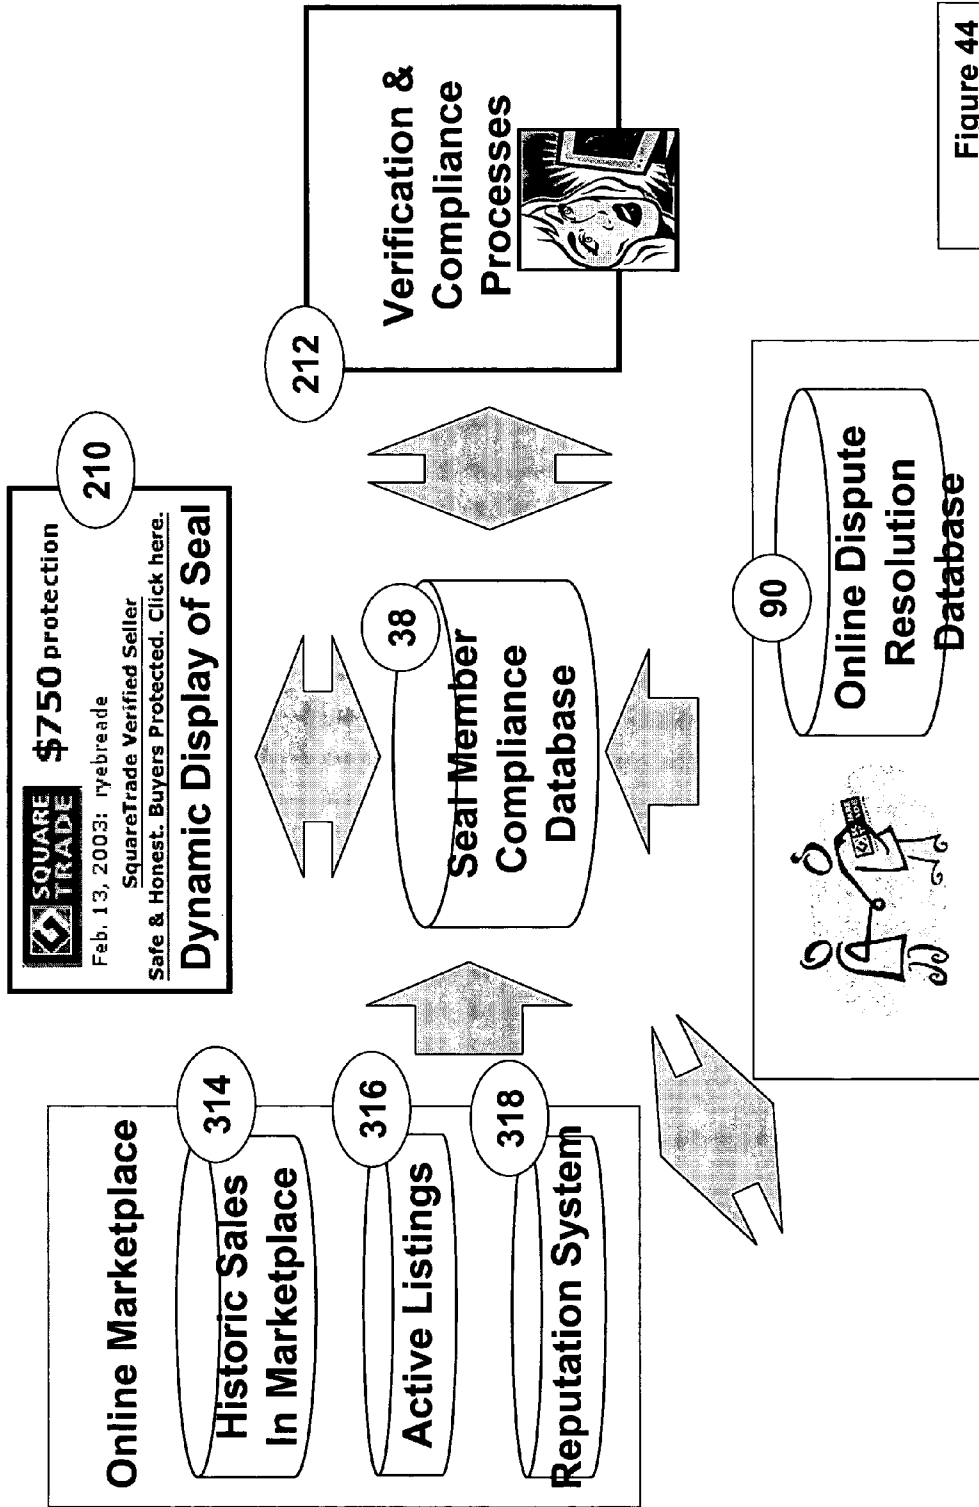 Online Marketplace
314
Historic Sales
In Marketplace
316
Active Listings
318
Reputation System
SQUARE
TRADE
$750 protection
Feb. 13, 2003: ryebreade
SquareTrade Verified Seller
Safe & Honest. Buyers Protected. Click here.
210
Dynamic Display of Seal
38
Seal Member
Compliance
Database
212
Verification &
Compliance
Processes
90
Online Dispute
Resolution
Database
Figure 44